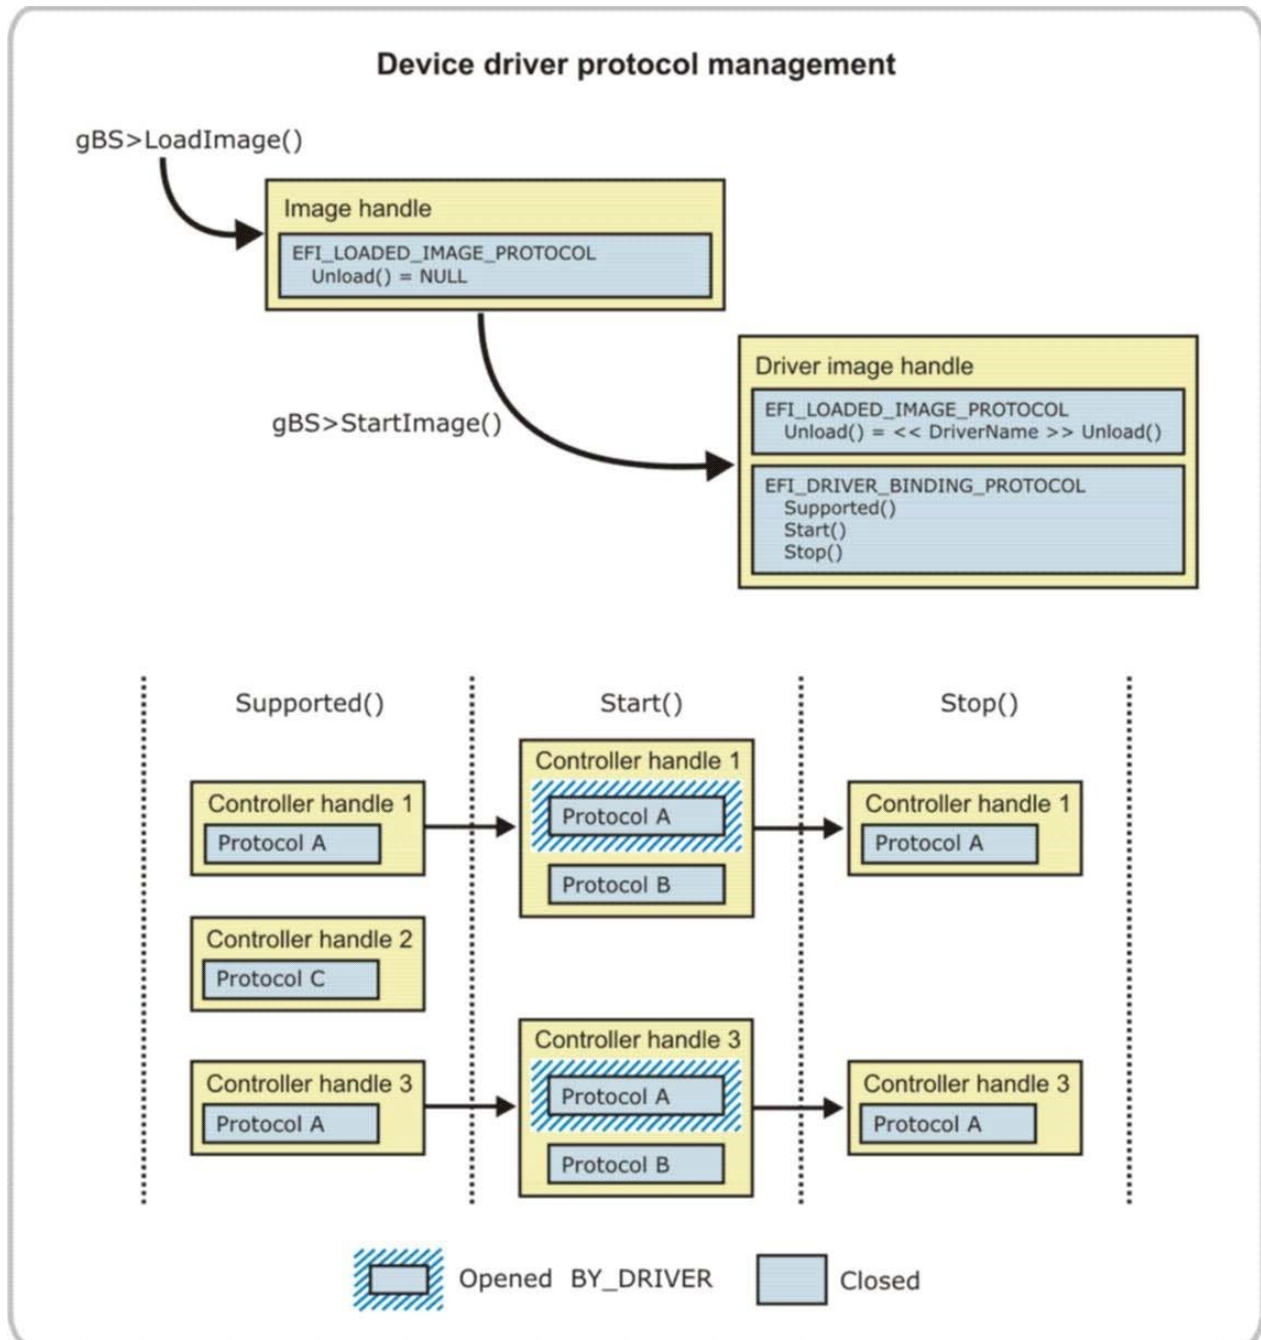 Device driver protocol management
gBS>LoadImage()
Image handle
EFI_LOADED_IMAGE_PROTOCOL
Unload() = NULL
gBS>StartImage()
Driver image handle
EFI_LOADED_IMAGE_PROTOCOL
Unload() = << DriverName >> Unload()
EFI_DRIVER_BINDING_PROTOCOL
Supported()
Start()
Stop()
Supported()
Start()
Stop()
Controller handle 1
Protocol A
Controller handle 1
Protocol A
Protocol B
Controller handle 1
Protocol A
Controller handle 2
Protocol C
Controller handle 3
Protocol A
Controller handle 3
Protocol A
Protocol B
Controller handle 3
Protocol A
Opened BY_DRIVER
Closed